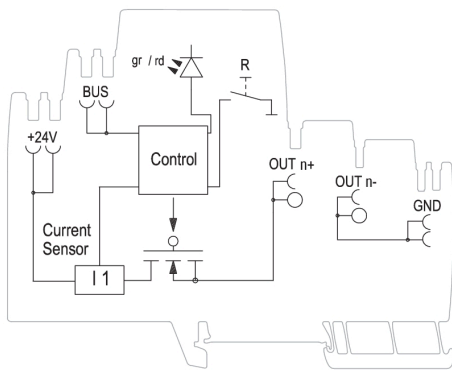 gr / rd
R
BUS
+24V
Control
OUT n+
OUT n-
GND
Current
Sensor
I 1